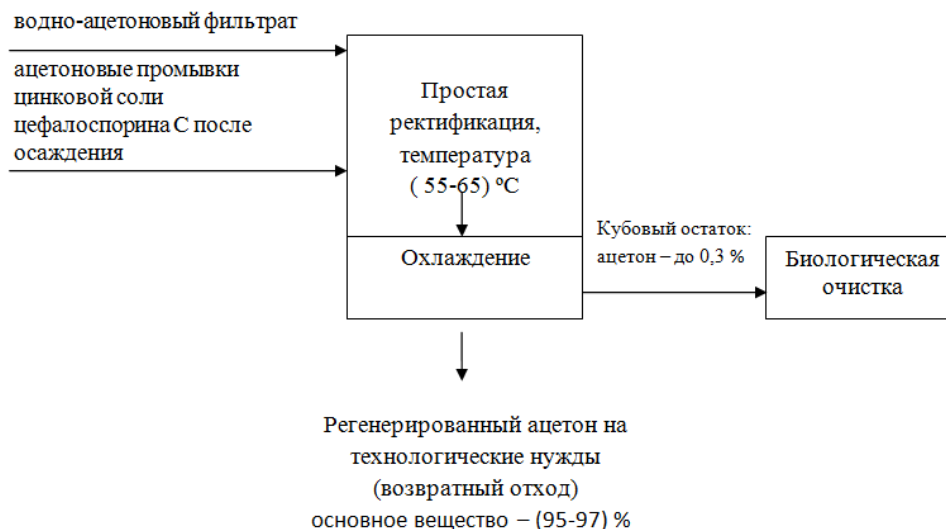 водно-ацетоновый фильтрат
ацетоновые промывки
цинковой соли
цефалоспорина С после
осаждения
Простая
ректификация,
температура
( 55-65) ºС
Охлаждение
Кубовый остаток:
ацетон – до 0,3 %
Биологическая
очистка
Регенерированный ацетон на
технологические нужды
(возвратный отход)
основное вещество – (95-97) %